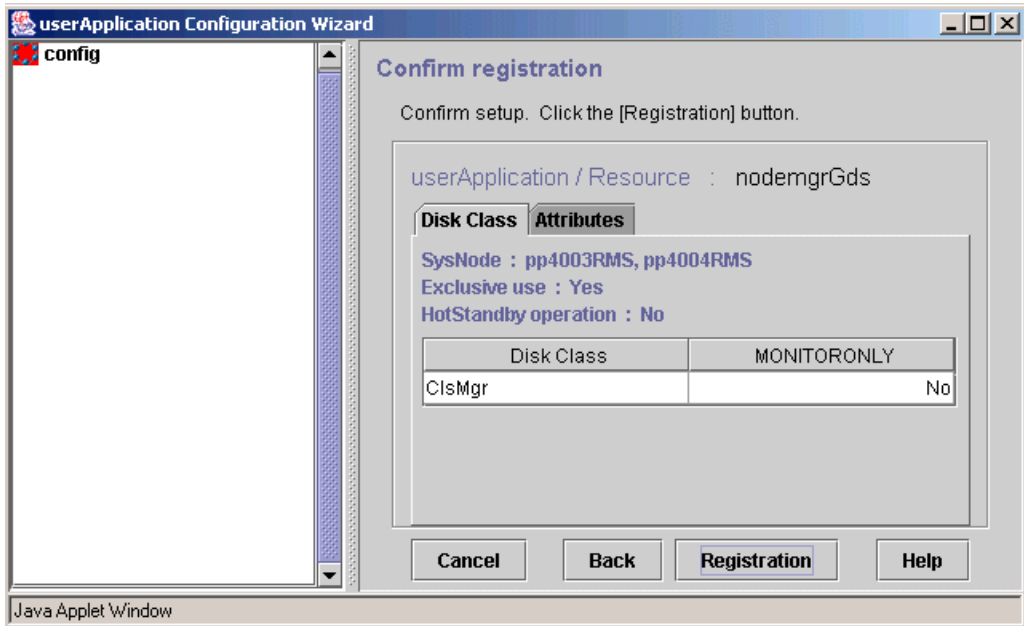 userApplication Configuration Wizard
config
Confirm registration
Confirm setup. Click the [Registration] button.
userApplication / Resource : nodemgrGds
Disk Class Attributes
SysNode : pp4003RMS, pp4004RMS
Exclusive use : Yes
HotStandby operation : No
Disk Class MONITORONLY
ClsMgr No
Cancel Back Registration Help
Java Applet Window